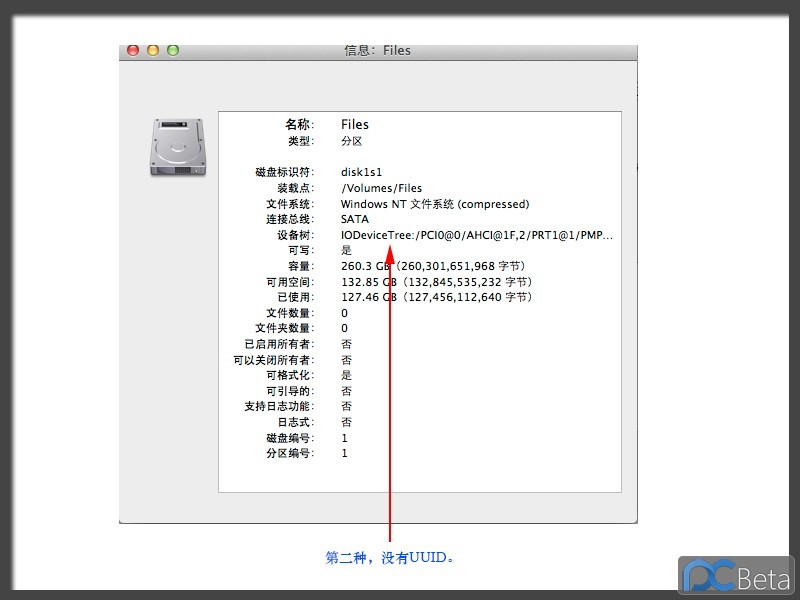 信息：Files
名称： Files
类型： 分区
磁盘标识符： disk1s1
装载点： /Volumes/Files
文件系统： Windows NT 文件系统 (compressed)
连接总线： SATA
设备树： IODeviceTree:/PCI0@0/AHCI@1F,2/PRT1@1/PMP...
可写： 是
容量： 260.3 GB（260,301,651,968 字节）
可用空间： 132.85 GB（132,845,535,232 字节）
已使用： 127.46 GB（127,456,112,640 字节）
文件数量： 0
文件夹数量： 0
已启用所有者： 否
可以关闭所有者： 否
可格式化： 是
可引导的： 否
支持日志功能： 否
日志式： 否
磁盘编号： 1
分区编号： 1
第二种，没有UUID。
PCBeta